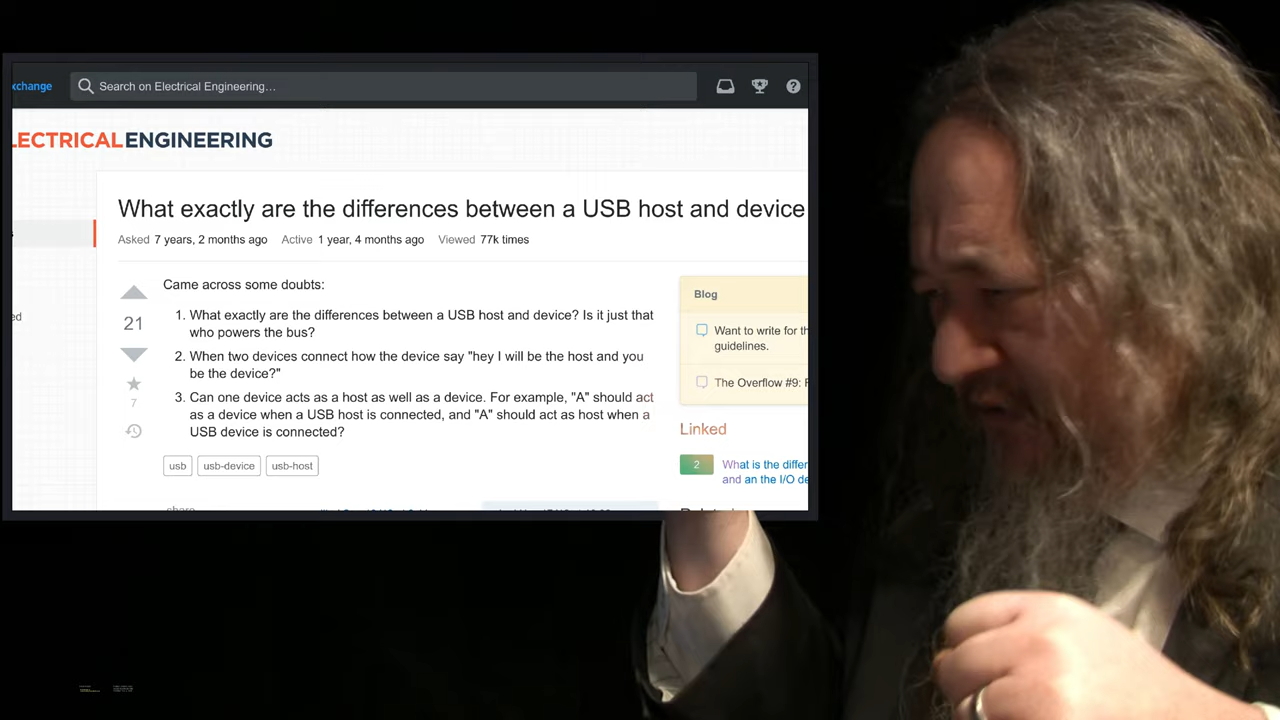 xchange
Search on Electrical Engineering…
LECTRICAL ENGINEERING
What exactly are the differences between a USB host and device
Asked 7 years, 2 months ago Active 1 year, 4 months ago Viewed 77k times
21
7
Came across some doubts:
1. What exactly are the differences between a USB host and device? Is it just that
who powers the bus?
2. When two devices connect how the device say "hey I will be the host and you
be the device?"
3. Can one device acts as a host as well as a device. For example, "A" should act
as a device when a USB host is connected, and "A" should act as host when a
USB device is connected?
usb usb-device usb-host
share
ed
Blog
Want to write for th
guidelines.
The Overflow #9:
Linked
2 What is the differ
and an the I/O de